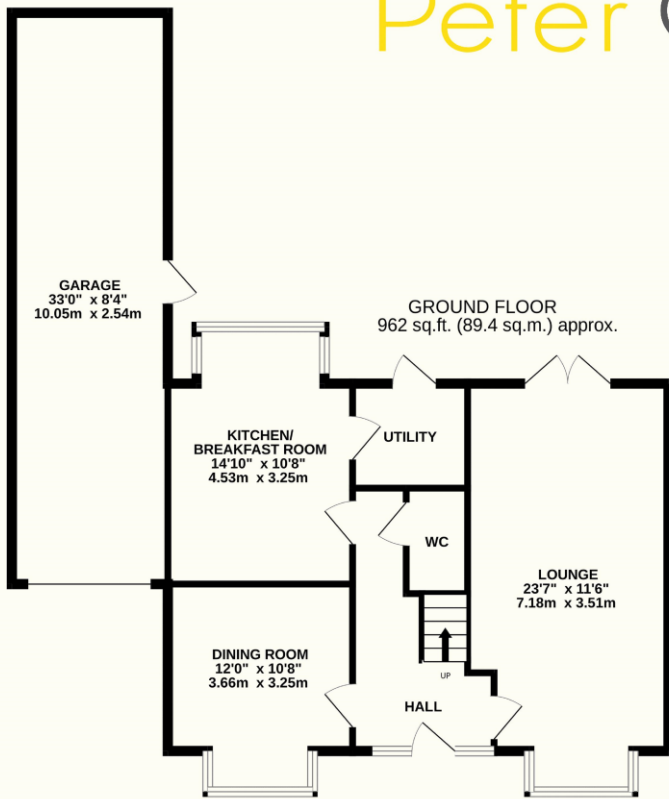 Peter
GROUND FLOOR
962 sq.ft. (89.4 sq.m.) approx.
GARAGE
33'0" x 8'4"
10.05m x 2.54m
KITCHEN/
BREAKFAST ROOM
14'10" x 10'8"
4.53m x 3.25m
UTILITY
WC
LOUNGE
23'7" x 11'6"
7.18m x 3.51m
DINING ROOM
12'0" x 10'8"
3.66m x 3.25m
UP
HALL